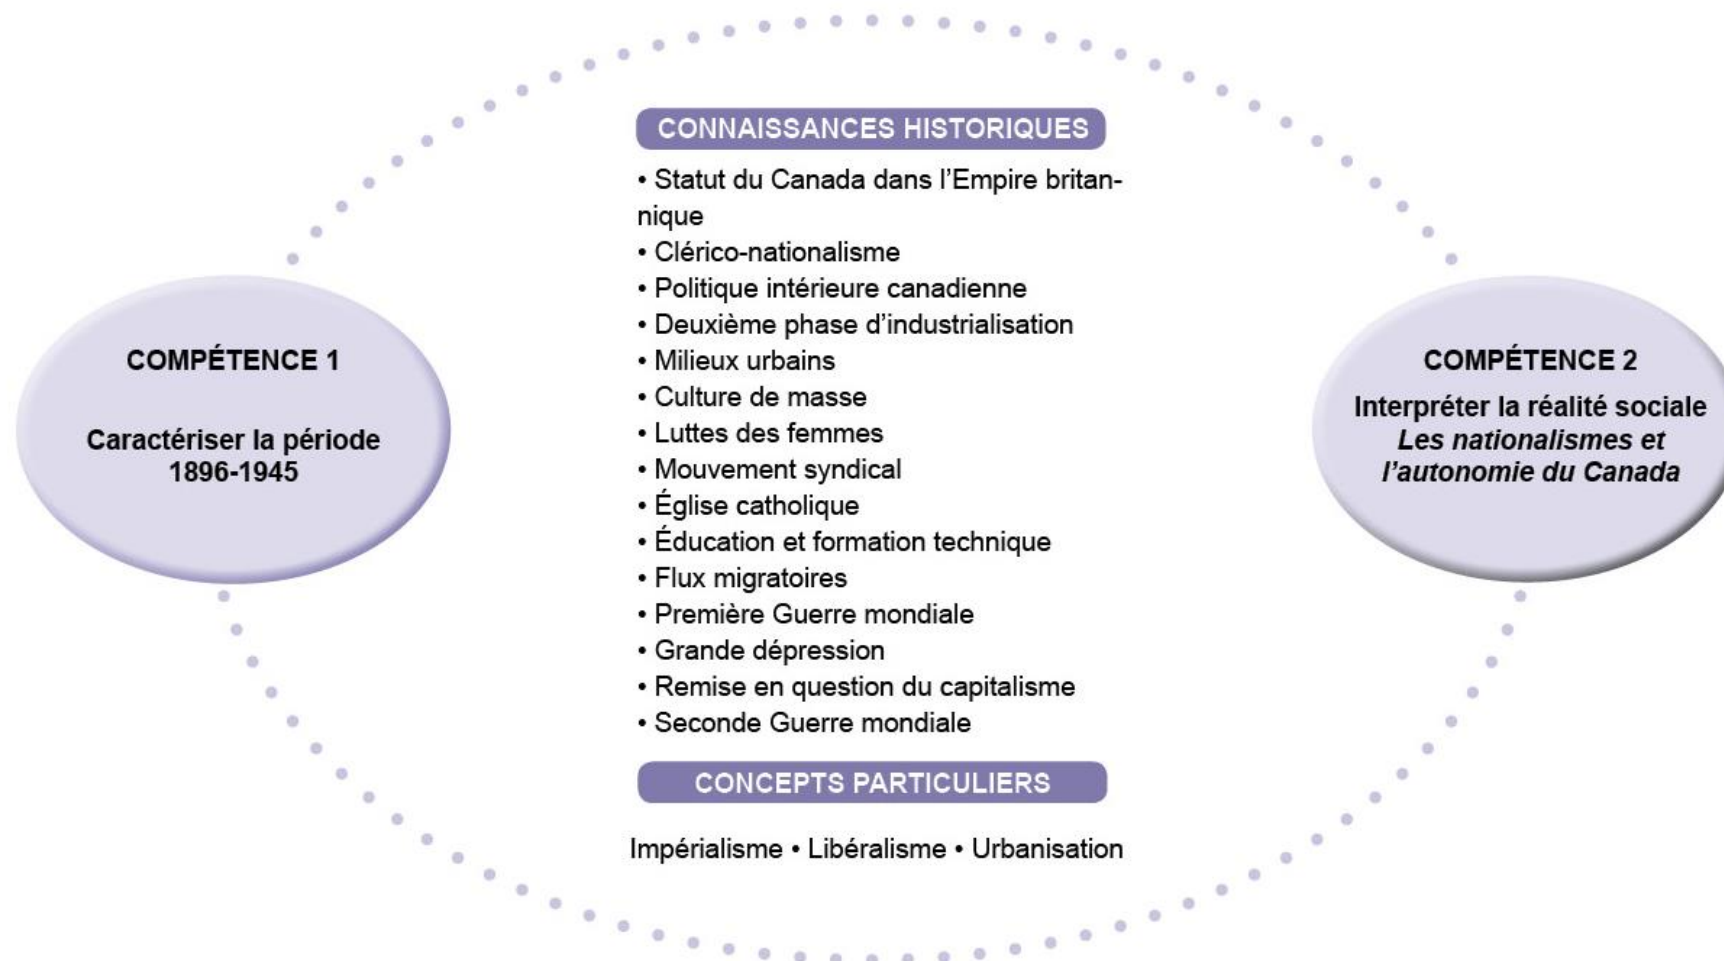 CONNAISSANCES HISTORIQUES
• Statut du Canada dans l'Empire britan-
nique
• Clérico-nationalisme
• Politique intérieure canadienne
• Deuxième phase d'industrialisation
• Milieux urbains
• Culture de masse
• Luttes des femmes
• Mouvement syndical
• Église catholique
• Éducation et formation technique
• Flux migratoires
• Première Guerre mondiale
• Grande dépression
• Remise en question du capitalisme
• Seconde Guerre mondiale
CONCEPTS PARTICULIERS
Impérialisme • Libéralisme • Urbanisation
COMPÉTENCE 1
Caractériser la période
1896-1945
COMPÉTENCE 2
Interpréter la réalité sociale
Les nationalismes et
l'autonomie du Canada